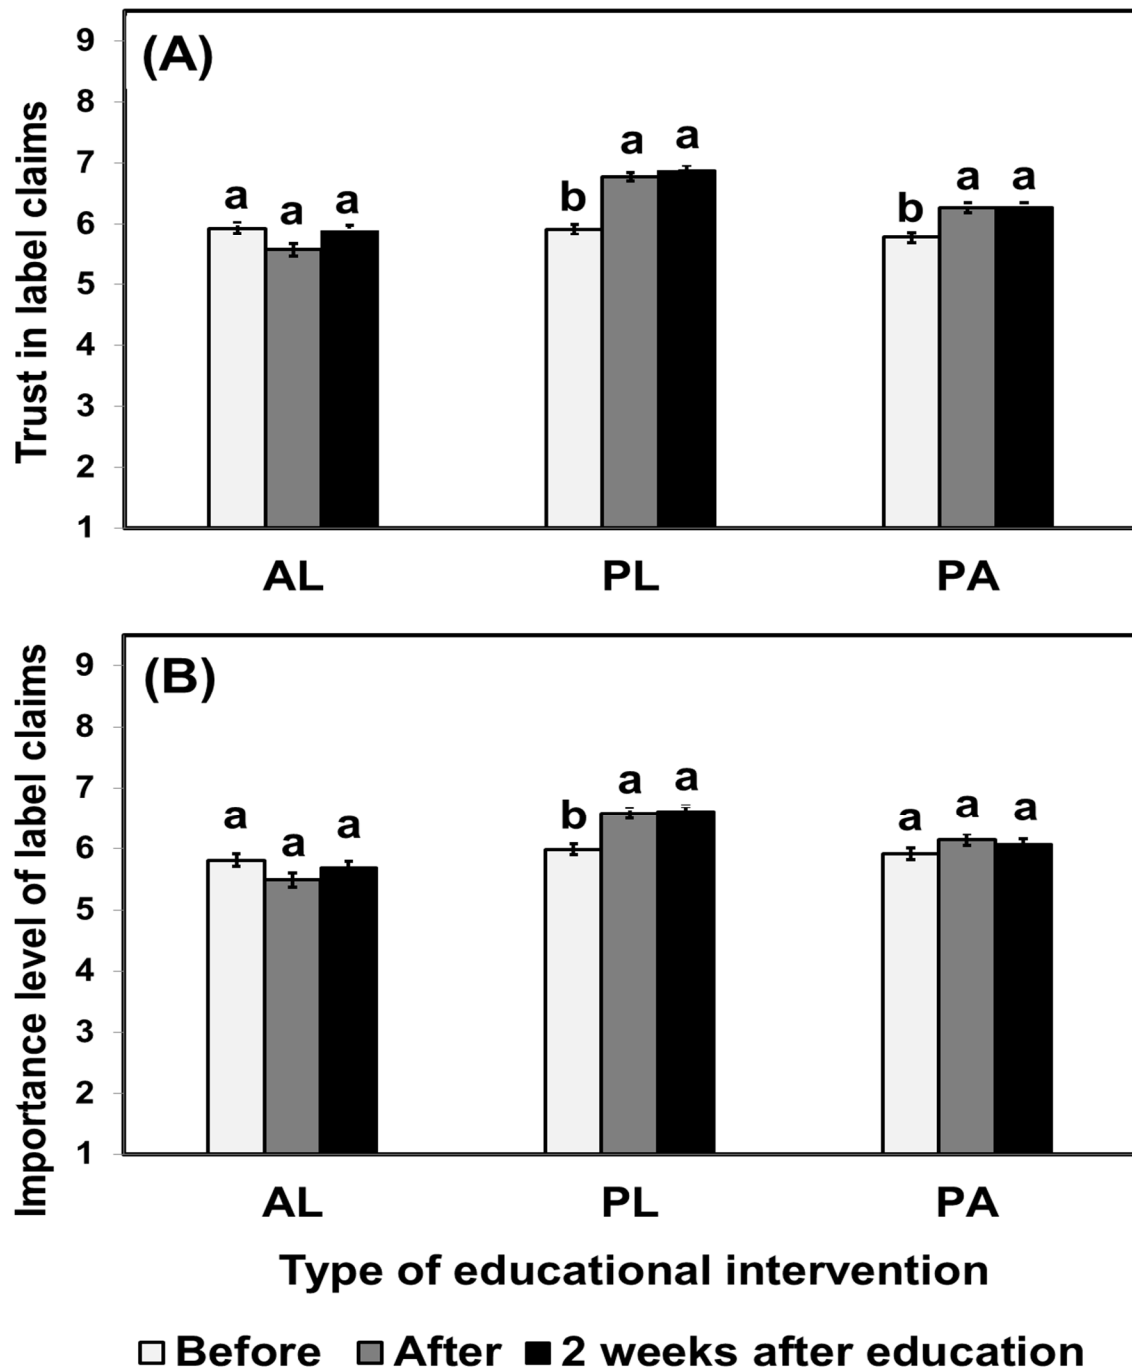 (A)
Trust in label claims
9
8
7
6
5
4
3
2
1
a a a
b a a
b a a
AL PL PA
(B)
Importance level of label claims
9
8
7
6
5
4
3
2
1
a a a
b a a
a a a
AL PL PA
Type of educational intervention
Before After 2 weeks after education